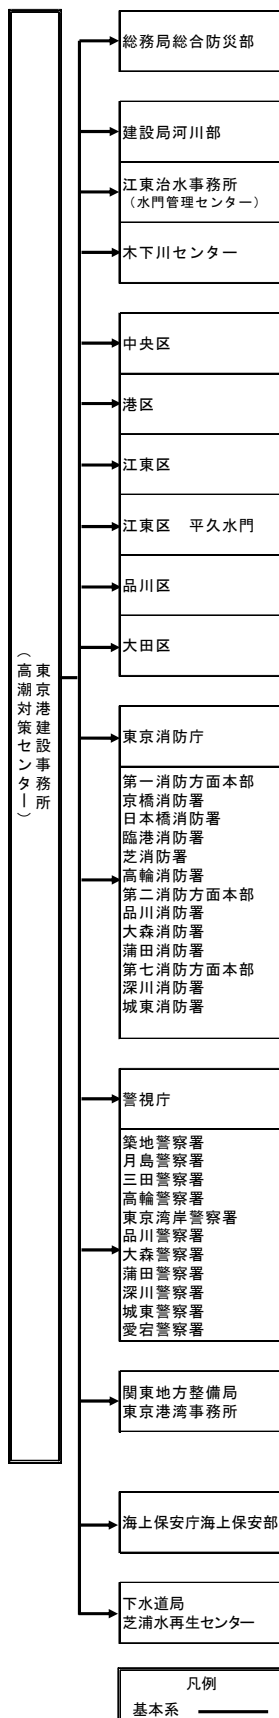 東京港建設事務所
（高潮対策センター）
総務局総合防災部
建設局河川部
江東治水事務所
（水門管理センター）
木下川センター
中央区
港区
江東区
江東区　平久水門
品川区
大田区
東京消防庁
第一消防方面本部
京橋消防署
日本橋消防署
臨港消防署
芝消防署
高輪消防署
第二消防方面本部
品川消防署
大森消防署
蒲田消防署
第七消防方面本部
深川消防署
城東消防署
警視庁
築地警察署
月島警察署
三田警察署
高輪警察署
東京湾岸警察署
品川警察署
大森警察署
蒲田警察署
深川警察署
城東警察署
愛宕警察署
関東地方整備局
東京港湾事務所
海上保安庁海上保安部
下水道局
芝浦水再生センター
凡例
基本系